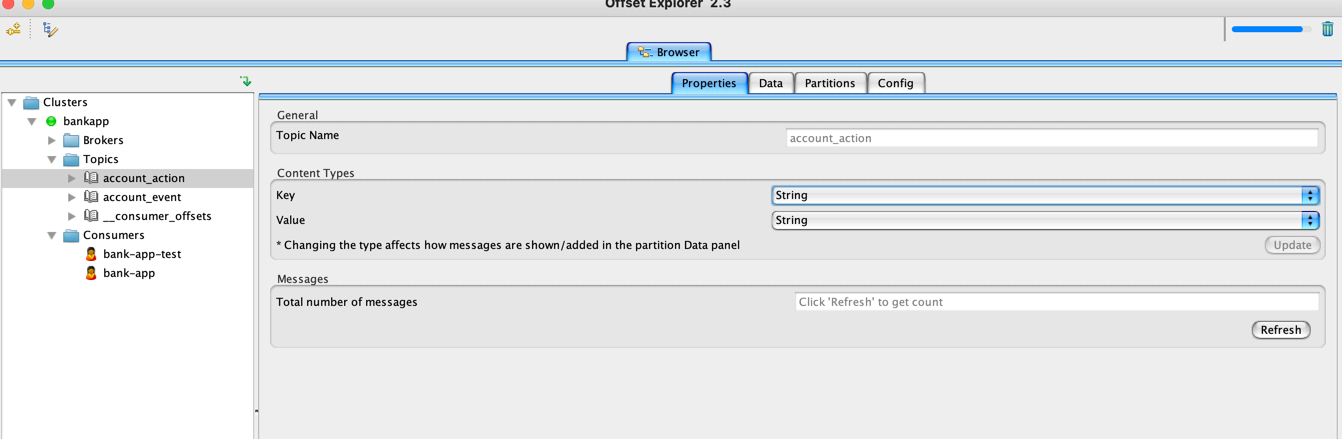 Offset Explorer 2.3
Browser
Properties Data Partitions Config
Clusters
bankapp
Brokers
Topics
account_action
account_event
__consumer_offsets
Consumers
bank-app-test
bank-app
General
Topic Name account_action
Content Types
Key String
Value String
* Changing the type affects how messages are shown/added in the partition Data panel Update
Messages
Total number of messages Click 'Refresh' to get count
Refresh